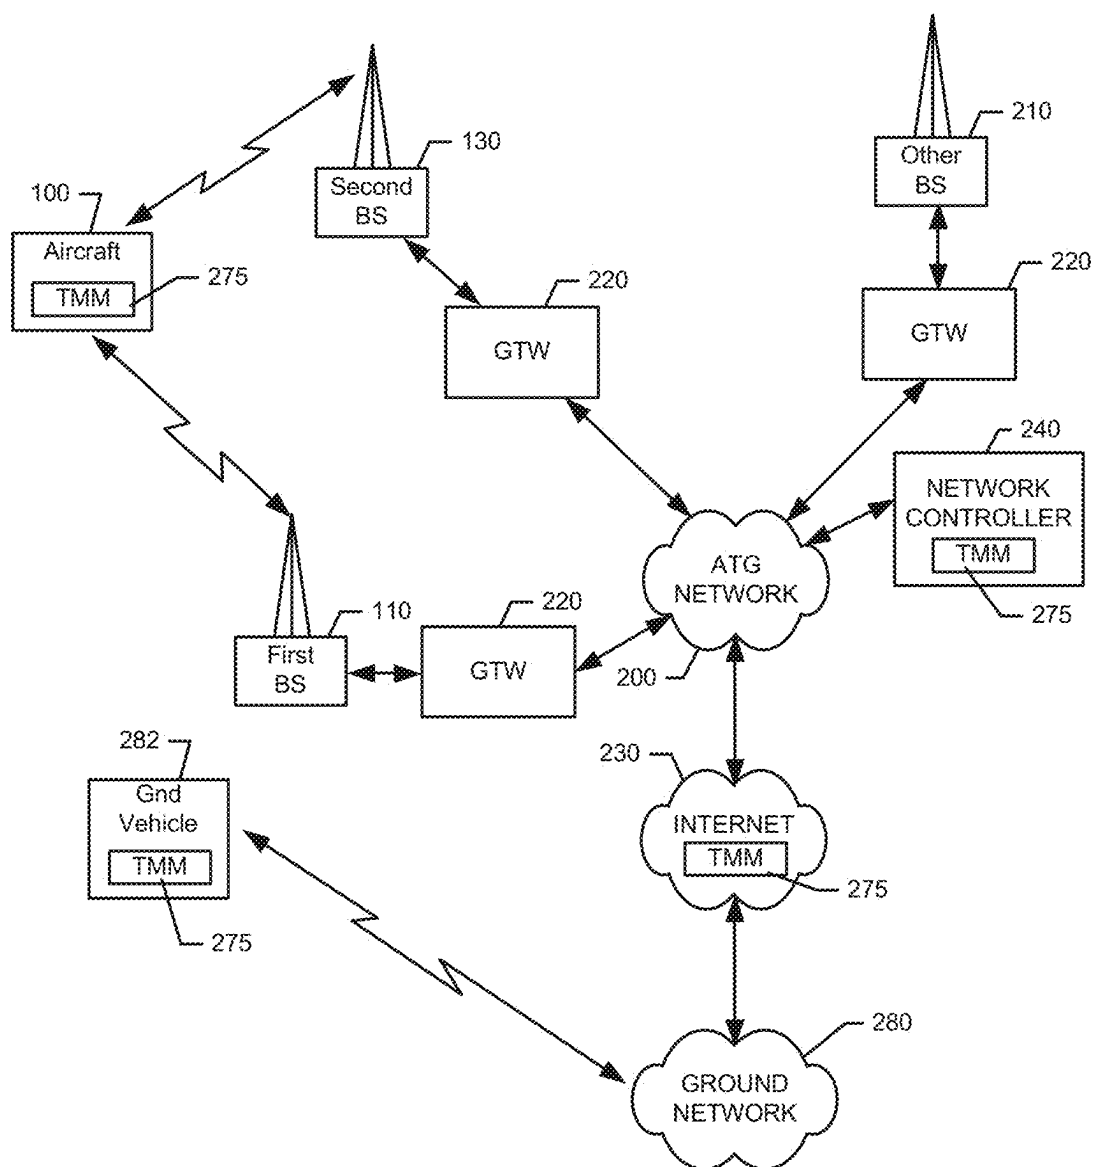 210
Other
BS
130
Second
BS
100
Aircraft
TMM
275
220
GTW
220
GTW
240
NETWORK
CONTROLLER
TMM
275
ATG
NETWORK
200
110
First
BS
220
GTW
282
Gnd
Vehicle
TMM
275
230
INTERNET
TMM
275
280
GROUND
NETWORK